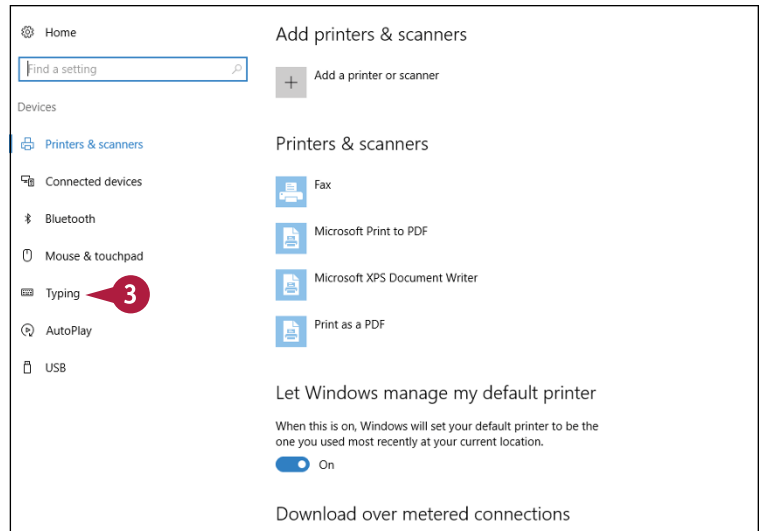 Home
Find a setting
Devices
Printers & scanners
Connected devices
Bluetooth
Mouse & touchpad
Typing
3
AutoPlay
USB
Add printers & scanners
Add a printer or scanner
Printers & scanners
Fax
Microsoft Print to PDF
Microsoft XPS Document Writer
Print as a PDF
Let Windows manage my default printer
When this is on, Windows will set your default printer to be the
one you used most recently at your current location.
On
Download over metered connections